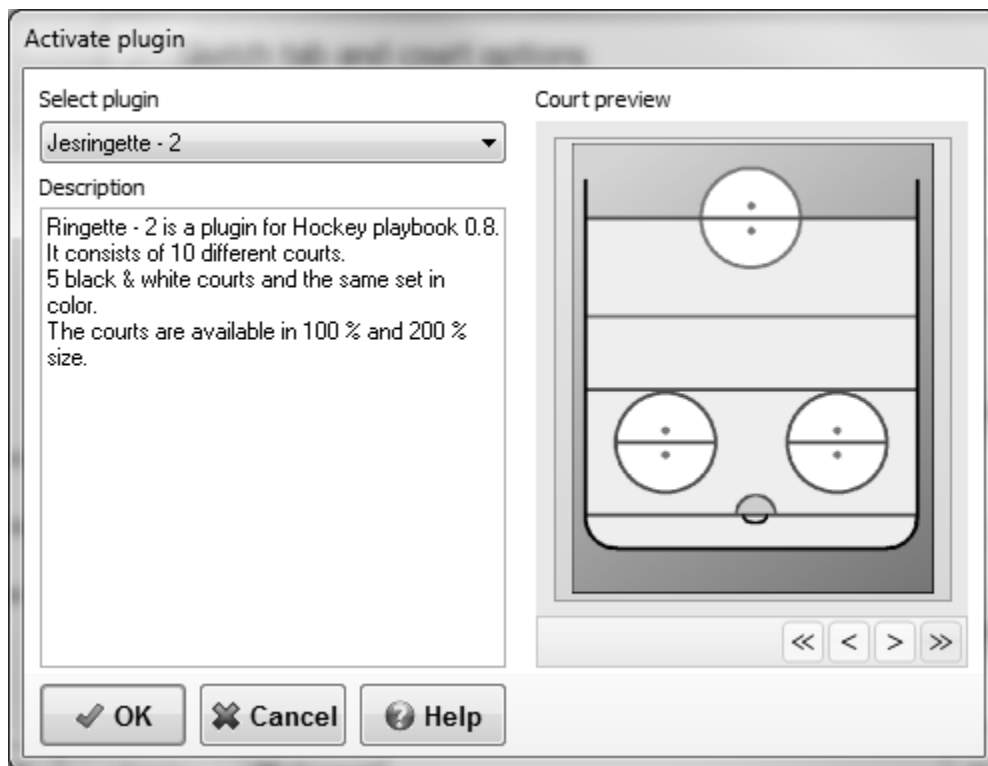 Activate plugin
Select plugin
Jesringette - 2
Description
Ringette - 2 is a plugin for Hockey playbook 0.8.
It consists of 10 different courts.
5 black & white courts and the same set in
color.
The courts are available in 100 % and 200 %
size.
Court preview
<< < > >>
OK Cancel Help